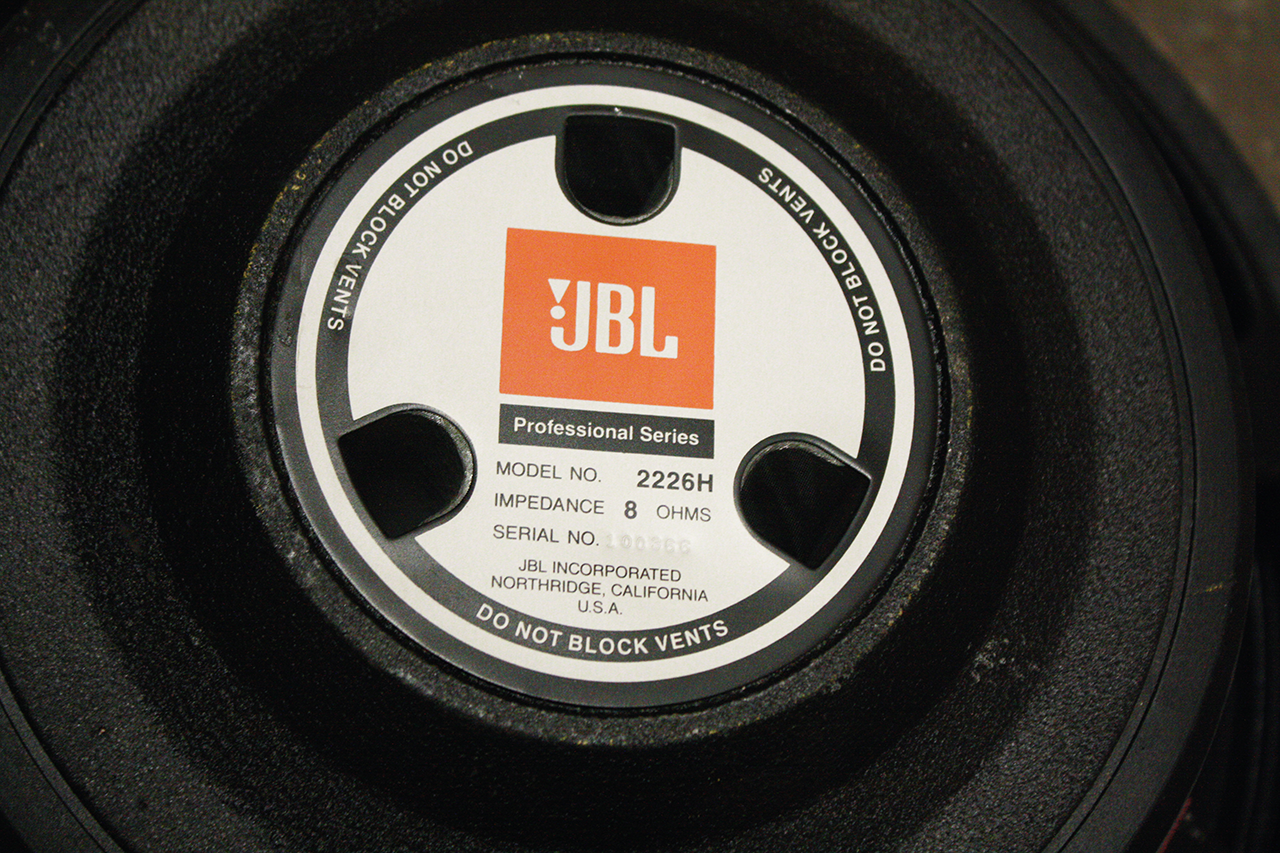 DO NOT BLOCK VENTS
DO NOT BLOCK VENTS
JBL
Professional Series
MODEL NO. 2226H
IMPEDANCE 8 OHMS
SERIAL NO.
JBL INCORPORATED
NORTHRIDGE, CALIFORNIA
U.S.A.
DO NOT BLOCK VENTS